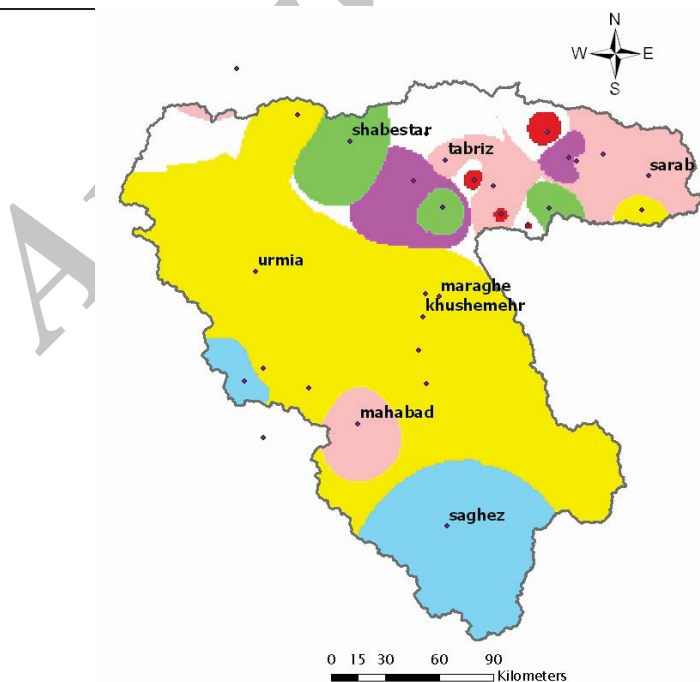 N
W E
S
shabestar
tabriz
sarab
urmia
maraghe
khushemehr
mahabad
saghez
0 15 30 60 90
Kilometers